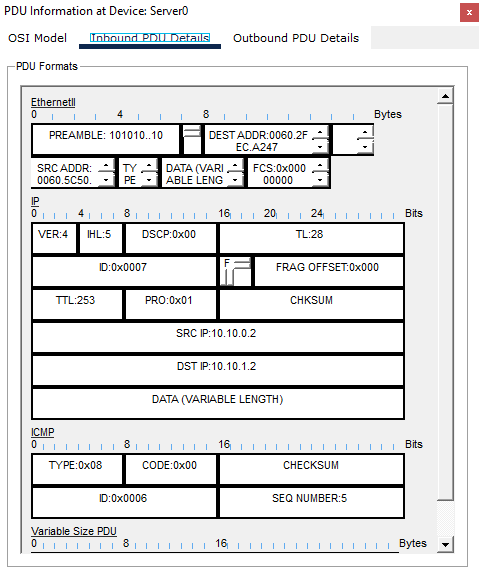 PDU Information at Device: Server0
x
OSI Model Inbound PDU Details Outbound PDU Details
PDU Formats
EthernetII
0 4 8 Bytes
PREAMBLE: 101010..10 DEST ADDR:0060.2F
EC.A247
SRC ADDR:
0060.5C50. TY
PE DATA (VARI
ABLE LENG FCS:0x000
00000
IP
0 4 8 16 20 24 Bits
VER:4 IHL:5 DSCP:0x00 TL:28
ID:0x0007 F FRAG OFFSET:0x000
TTL:253 PRO:0x01 CHKSUM
SRC IP:10.10.0.2
DST IP:10.10.1.2
DATA (VARIABLE LENGTH)
ICMP
0 8 16 Bits
TYPE:0x08 CODE:0x00 CHECKSUM
ID:0x0006 SEQ NUMBER:5
Variable Size PDU
0 8 16 Bytes